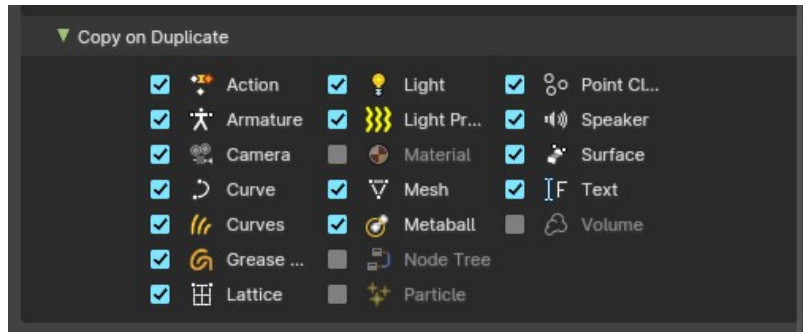 Copy on Duplicate
Action Light Point Cl...
Armature Light Pr... Speaker
Camera Material Surface
Curve Mesh Text
Curves Metaball Volume
Grease ... Node Tree
Lattice Particle